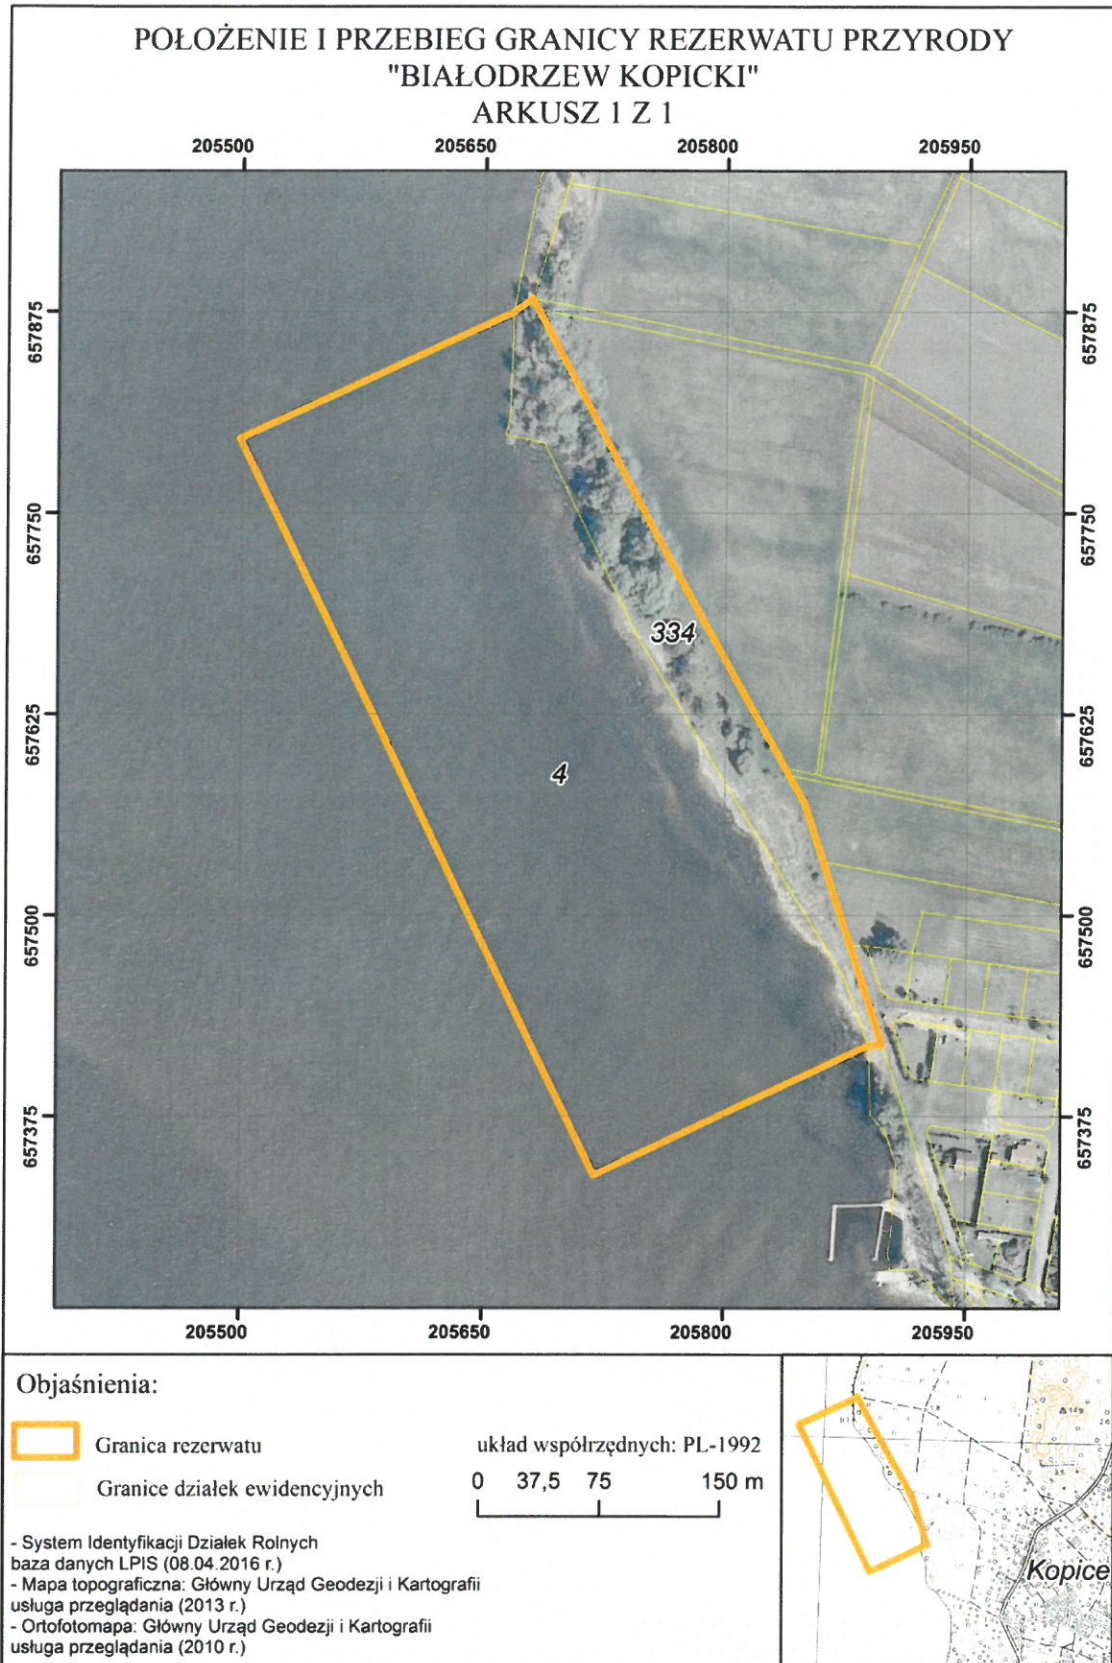 POŁOŻENIE I PRZEBIEG GRANICY REZERWATU PRZYRODY
"BIAŁODRZEW KOPICKI"
ARKUSZ 1 Z 1
205500 205650 205800 205950
657875 657875
657750 657750
334
657625 657625
4
657500 657500
657375 657375
205500 205650 205800 205950
Objaśnienia:
Granica rezerwatu
Granice działek ewidencyjnych
układ współrzędnych: PL-1992
0 37,5 75 150 m
- System Identyfikacji Działek Rolnych
baza danych LPIS (08.04.2016 r.)
- Mapa topograficzna: Główny Urząd Geodezji i Kartografii
usługa przeglądania (2013 r.)
- Ortofotomapa: Główny Urząd Geodezji i Kartografii
usługa przeglądania (2010 r.)
Kopice